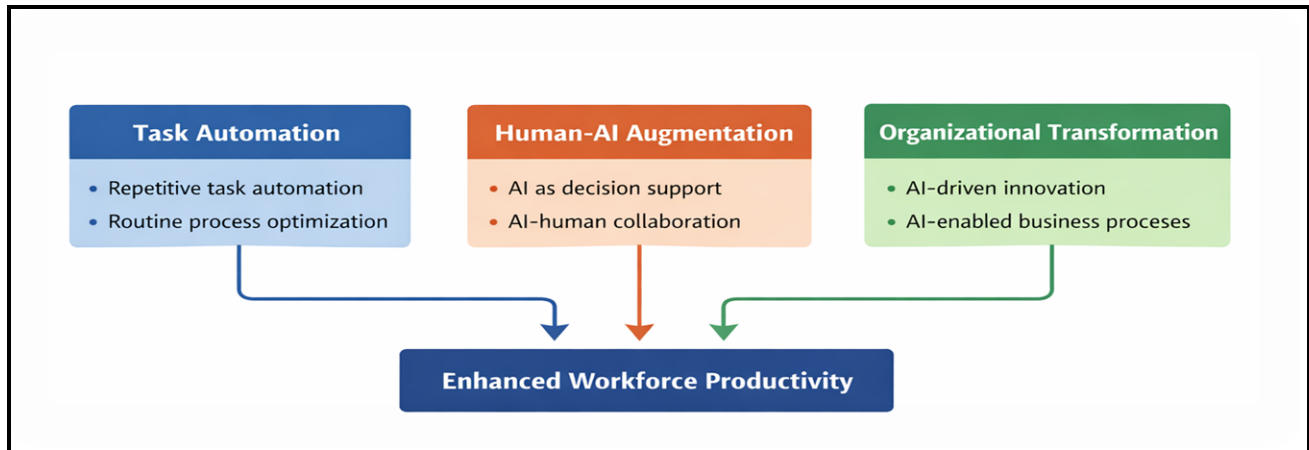 Task Automation
• Repetitive task automation
• Routine process optimization
Human-AI Augmentation
• AI as decision support
• AI-human collaboration
Organizational Transformation
• AI-driven innovation
• AI-enabled business proceses
Enhanced Workforce Productivity